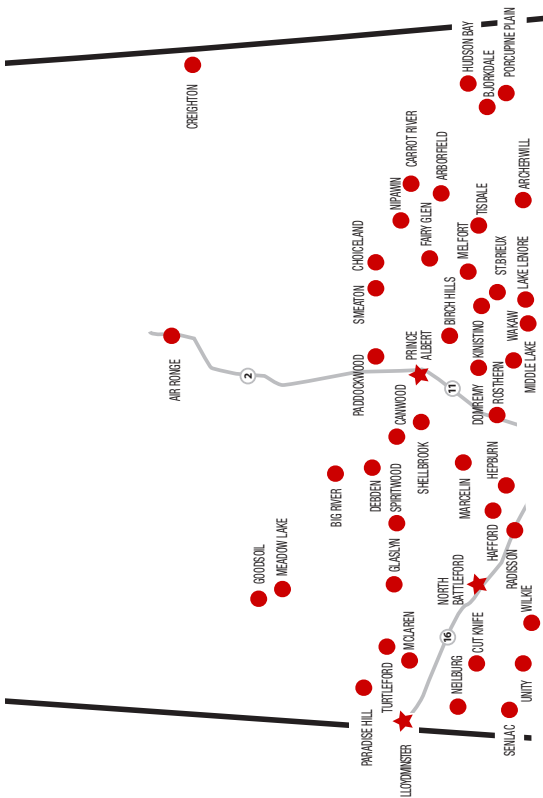 AIR RONGE
CREIGHTON
2
GOODSOIL
MEADOW LAKE
BIG RIVER
PADDOCKWOOD
SMEATON
CHOICELAND
PARADISE HILL
DEBDEN
TURTLEFORD
GLASLYN
SPIRITWOOD
CANWOOD
NIPAWIN
LLOYDMINSTER
MCLAREN
PRINCE
ALBERT
CARROT RIVER
SHELLBROOK
FAIRY GLEN
ARBORFIELD
16
NORTH
BATTLEFORD
11
BIRCH HILLS
NEILBURG
MARCELIN
MELFORT
HUDSON BAY
CUT KNIFE
DOMREMY
KINISTINO
TISDALE
HAFFORD
HEPBURN
ROSTHERN
ST.BRIEUX
BJORKDALE
RADISSON
WAKAW
LAKE LENORE
PORCUPINE PLAIN
SENLAC
UNITY
WILKIE
MIDDLE LAKE
ARCHERWILL